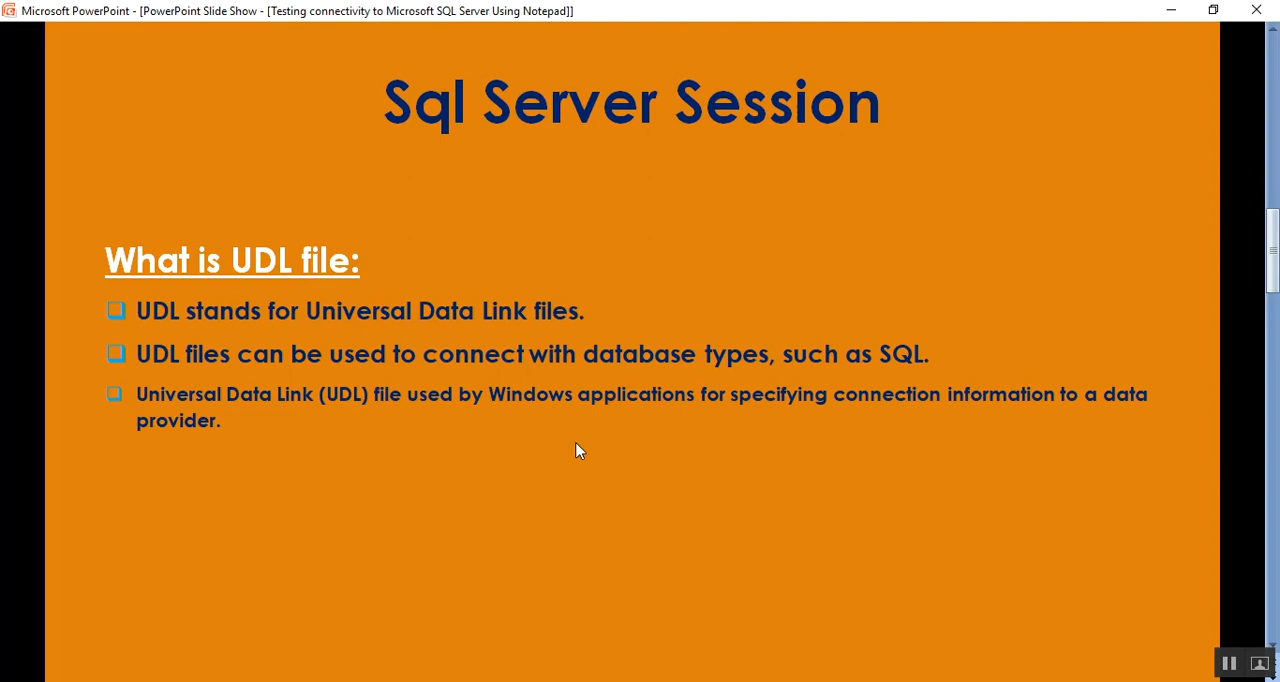 Microsoft PowerPoint - [PowerPoint Slide Show - [Testing connectivity to Microsoft SQL Server Using Notepad]]
Sql Server Session
What is UDL file:
UDL stands for Universal Data Link files.
UDL files can be used to connect with database types, such as SQL.
Universal Data Link (UDL) file used by Windows applications for specifying connection information to a data
provider.